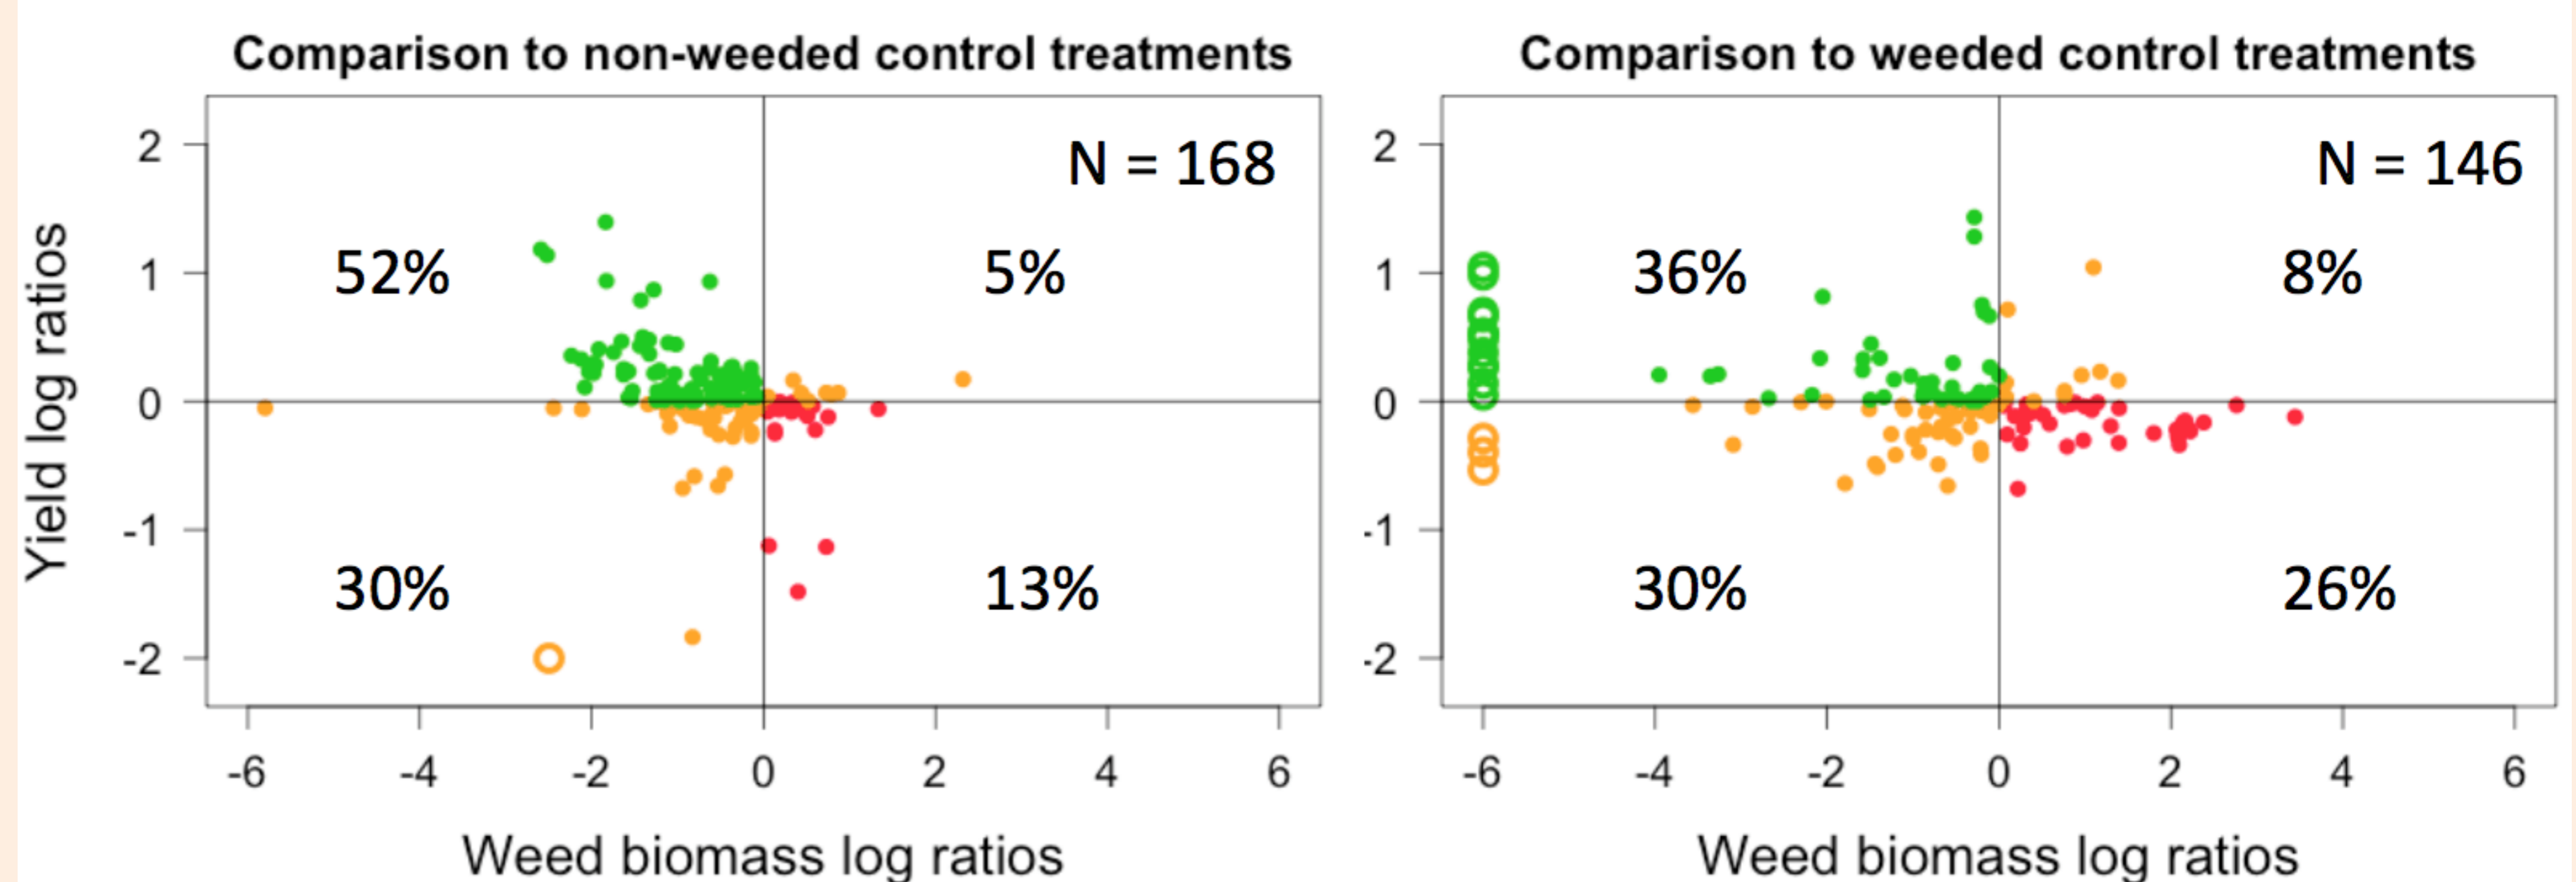 Comparison to non-weeded control treatments
Yield log ratios
2
1
0
-1
-2
N = 168
52%
5%
30%
13%
-6 -4 -2 0 2 4 6
Weed biomass log ratios
Comparison to weeded control treatments
2
1
0
-1
-2
N = 146
36%
8%
30%
26%
-6 -4 -2 0 2 4 6
Weed biomass log ratios